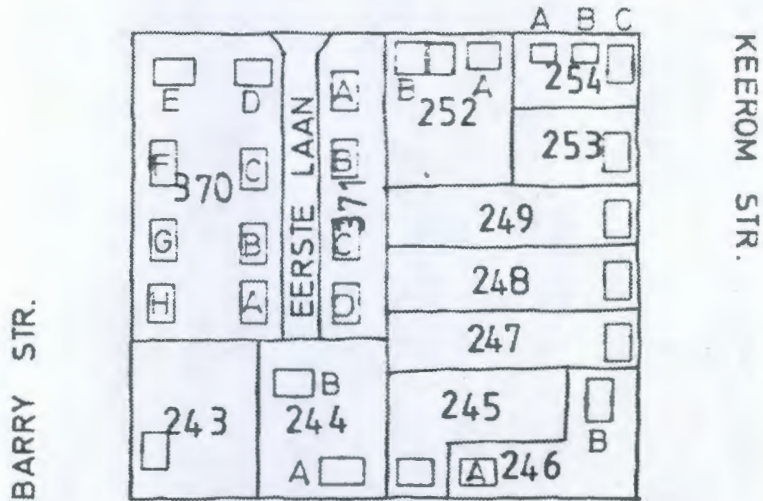 A B C
KEEROM STR.
E D
EERSTE LAAN
A
B A
252
254
F C
370
B
371
253
G B
C
249
H A
D
248
247
BARRY STR.
243
B
244
A
245
B
A 246